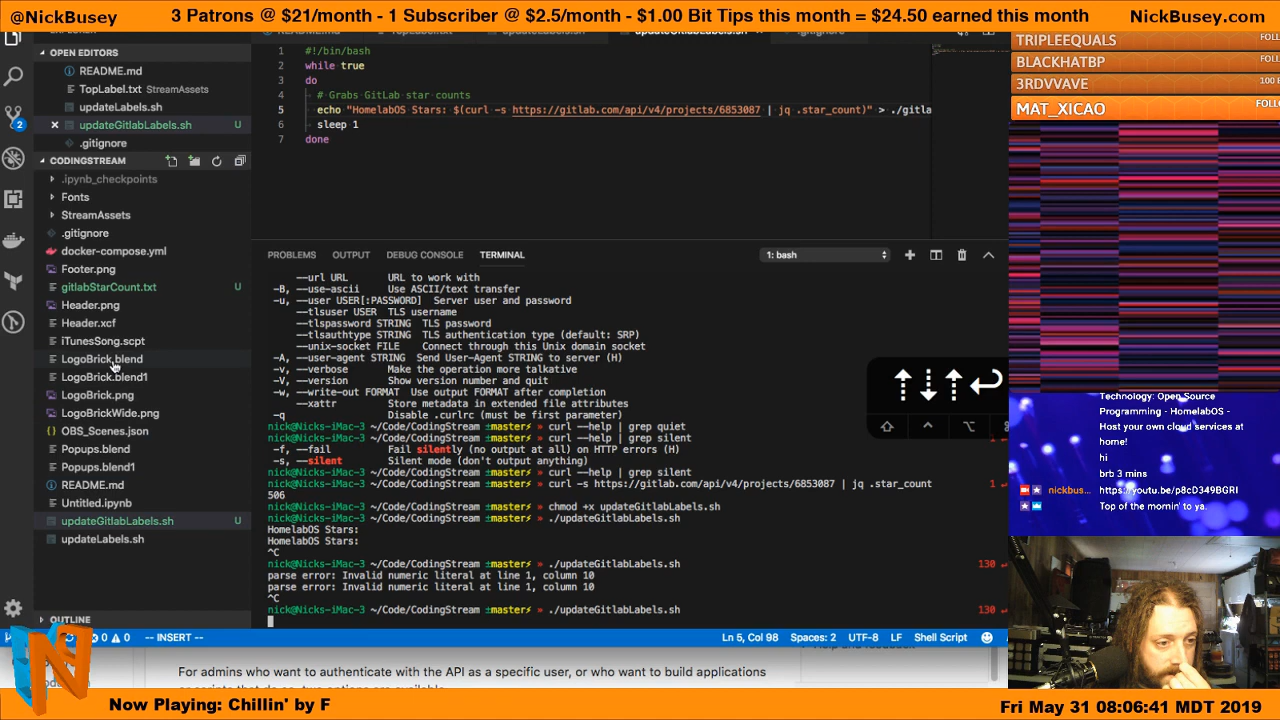 @NickBusey
3 Patrons @ $21/month - 1 Subscriber @ $2.5/month - $1.00 Bit Tips this month = $24.50 earned this month
NickBusey.com
TRIPLEEQUALS
BLACKHATBP
3RDVVAVE
MAT_XICAO
OPEN EDITORS
README.md
TopLabel.txt StreamAssets
updateLabels.sh
updateGitlabLabels.sh U
.gitignore
CODINGSTREAM
.ipynb_checkpoints
Fonts
StreamAssets
.gitignore
docker-compose.yml
Footer.png
gitlabStarCount.txt U
Header.png
Header.xcf
iTunesSong.scpt
LogoBrick.blend
LogoBrick.blend1
LogoBrick.png
LogoBrickWide.png
OBS_Scenes.json
Popups.blend
Popups.blend1
README.md
Untitled.ipynb
updateGitlabLabels.sh U
updateLabels.sh
OUTLINE
1 #!/bin/bash
2 while true
3 do
4 # Grabs GitLab star counts
5 echo "HomelabOS Stars: $(curl -s https://gitlab.com/api/v4/projects/6853087 | jq .star_count)" > ./gitla
6 sleep 1
7 done
PROBLEMS OUTPUT DEBUG CONSOLE TERMINAL 1: bash
--url URL URL to work with
-B, --use-ascii Use ASCII/text transfer
-u, --user USER[:PASSWORD] Server user and password
--tlsuser USER TLS username
--tlspassword STRING TLS password
--tlsauthtype STRING TLS authentication type (default: SRP)
--unix-socket FILE Connect through this Unix domain socket
-A, --user-agent STRING Send User-Agent STRING to server (H)
-v, --verbose Make the operation more talkative
-V, --version Show version number and quit
-w, --write-out FORMAT Use output FORMAT after completion
--xattr Store metadata in extended file attributes
-q Disable .curlrc (must be first parameter)
nick@Nicks-iMac-3 ~/Code/CodingStream ±master⚡ » curl --help | grep quiet
nick@Nicks-iMac-3 ~/Code/CodingStream ±master⚡ » curl --help | grep silent 1
-f, --fail Fail silently (no output at all) on HTTP errors (H)
-s, --silent Silent mode (don't output anything)
nick@Nicks-iMac-3 ~/Code/CodingStream ±master⚡ » curl --help | grep silent
nick@Nicks-iMac-3 ~/Code/CodingStream ±master⚡ » curl -s https://gitlab.com/api/v4/projects/6853087 | jq .star_count 1
506
nick@Nicks-iMac-3 ~/Code/CodingStream ±master⚡ » chmod +x updateGitlabLabels.sh
nick@Nicks-iMac-3 ~/Code/CodingStream ±master⚡ » ./updateGitlabLabels.sh
HomelabOS Stars:
HomelabOS Stars:
^C
nick@Nicks-iMac-3 ~/Code/CodingStream ±master⚡ » ./updateGitlabLabels.sh 130
parse error: Invalid numeric literal at line 1, column 10
parse error: Invalid numeric literal at line 1, column 10
^C
nick@Nicks-iMac-3 ~/Code/CodingStream ±master⚡ » ./updateGitlabLabels.sh 130
Technology: Open Source
Programming - HomelabOS -
Host your own cloud services at
home!
hi
brb 3 mins
nickbus... https://youtu.be/p8cD349BGRI
Top of the mornin' to ya.
0 0 -- INSERT -- Ln 5, Col 98 Spaces: 2 UTF-8 LF Shell Script
For admins who want to authenticate with the API as a specific user, or who want to build applications
Now Playing: Chillin' by F
Fri May 31 08:06:41 MDT 2019